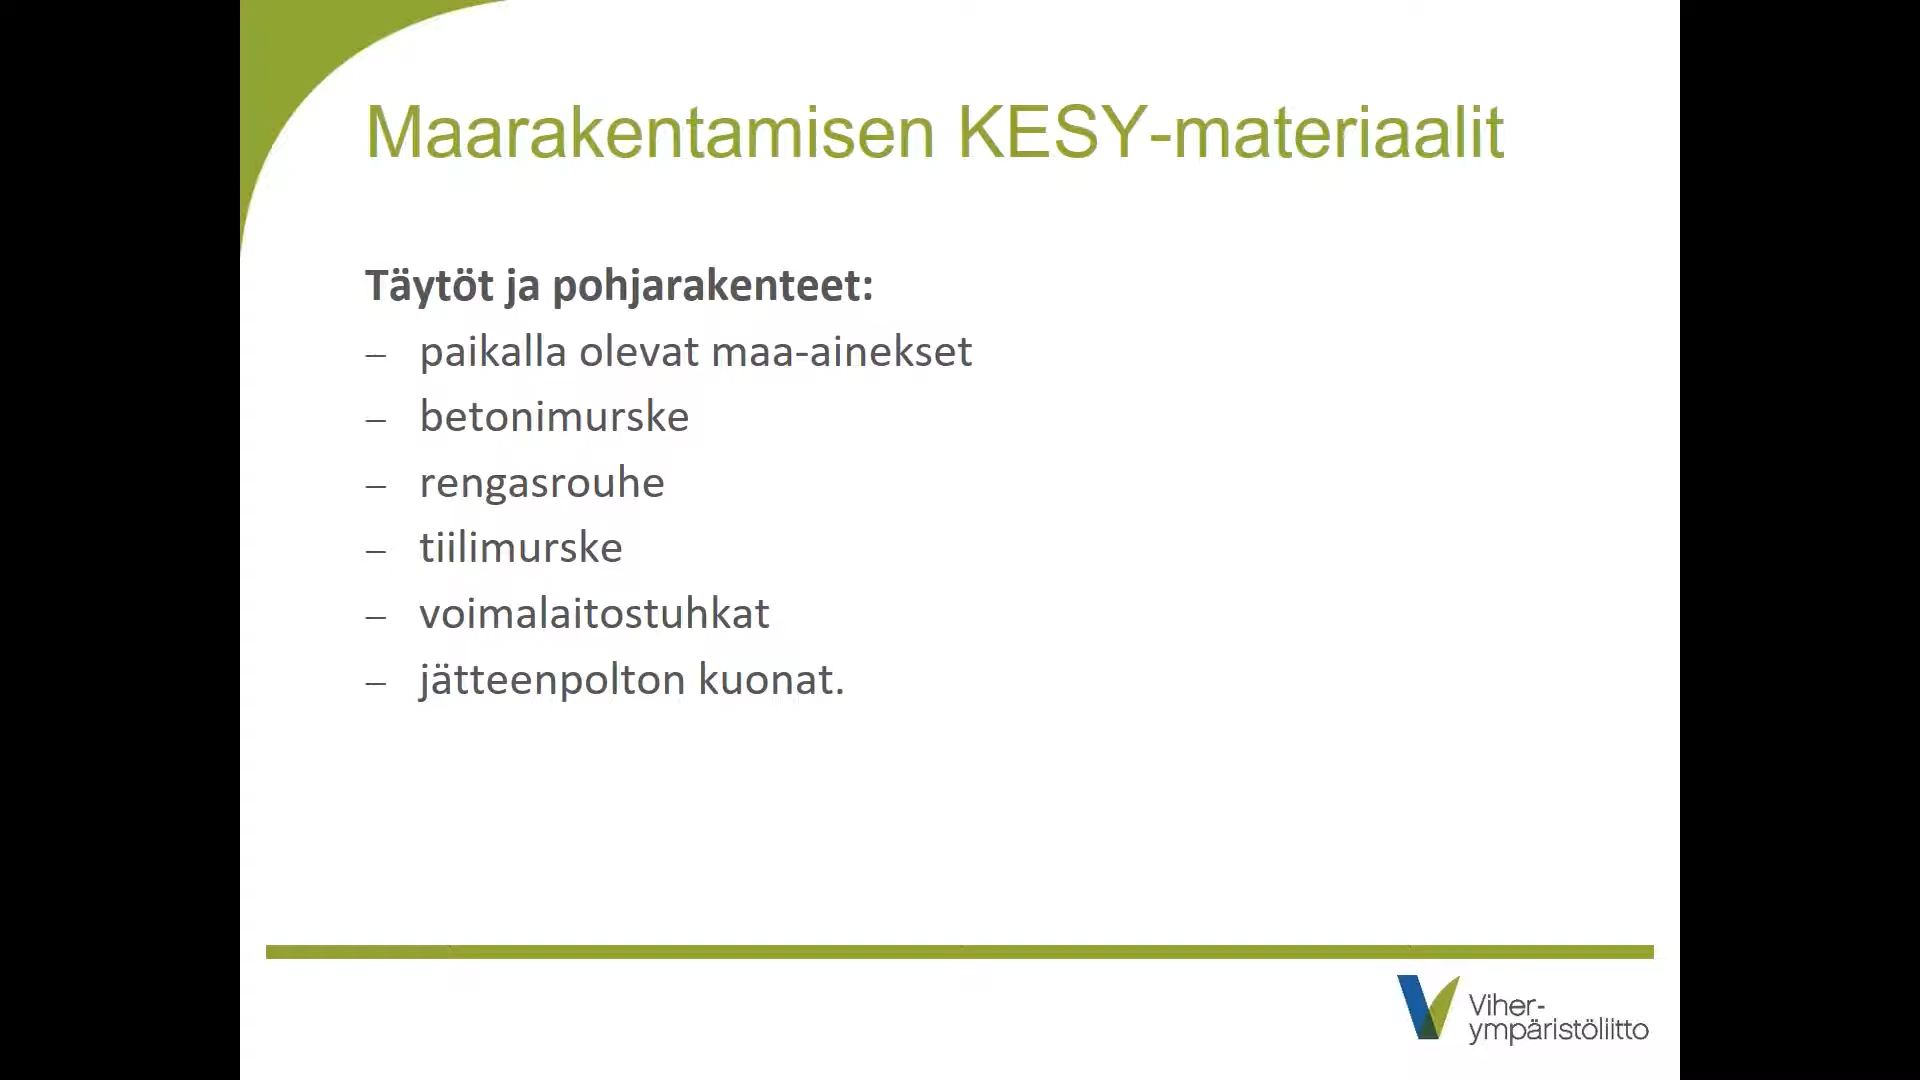 Maarakentamisen KESY-materiaalit
Täytöt ja pohjarakenteet:
– paikalla olevat maa-ainekset
– betonimurske
– rengasrouhe
– tiilimurske
– voimalaitostuhkat
– jätteenpolton kuonat.
Viher-
ympäristöliitto